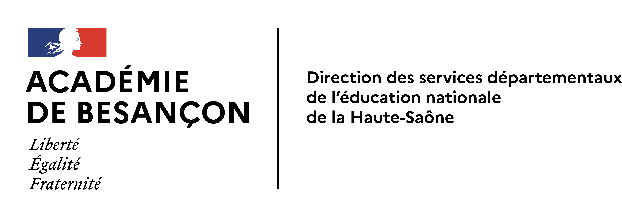 ACADÉMIE
DE BESANÇON
Liberté
Égalité
Fraternité
Direction des services départementaux
de l'éducation nationale
de la Haute-Saône